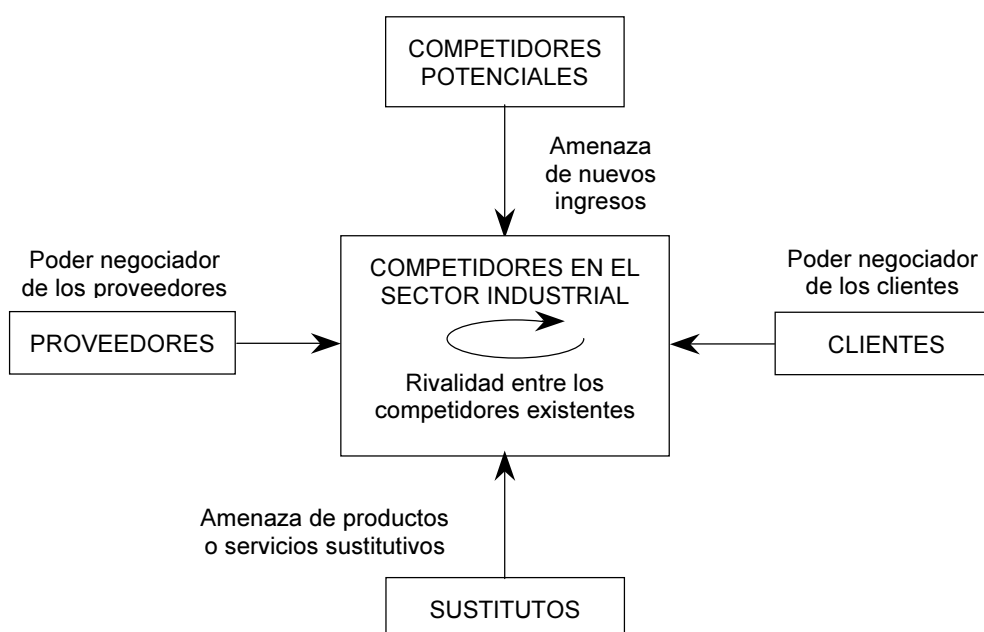 COMPETIDORES
POTENCIALES
Amenaza
de nuevos
ingresos
Poder negociador
de los proveedores
PROVEEDORES
COMPETIDORES EN EL
SECTOR INDUSTRIAL
Rivalidad entre los
competidores existentes
Poder negociador
de los clientes
CLIENTES
Amenaza de productos
o servicios sustitutivos
SUSTITUTOS